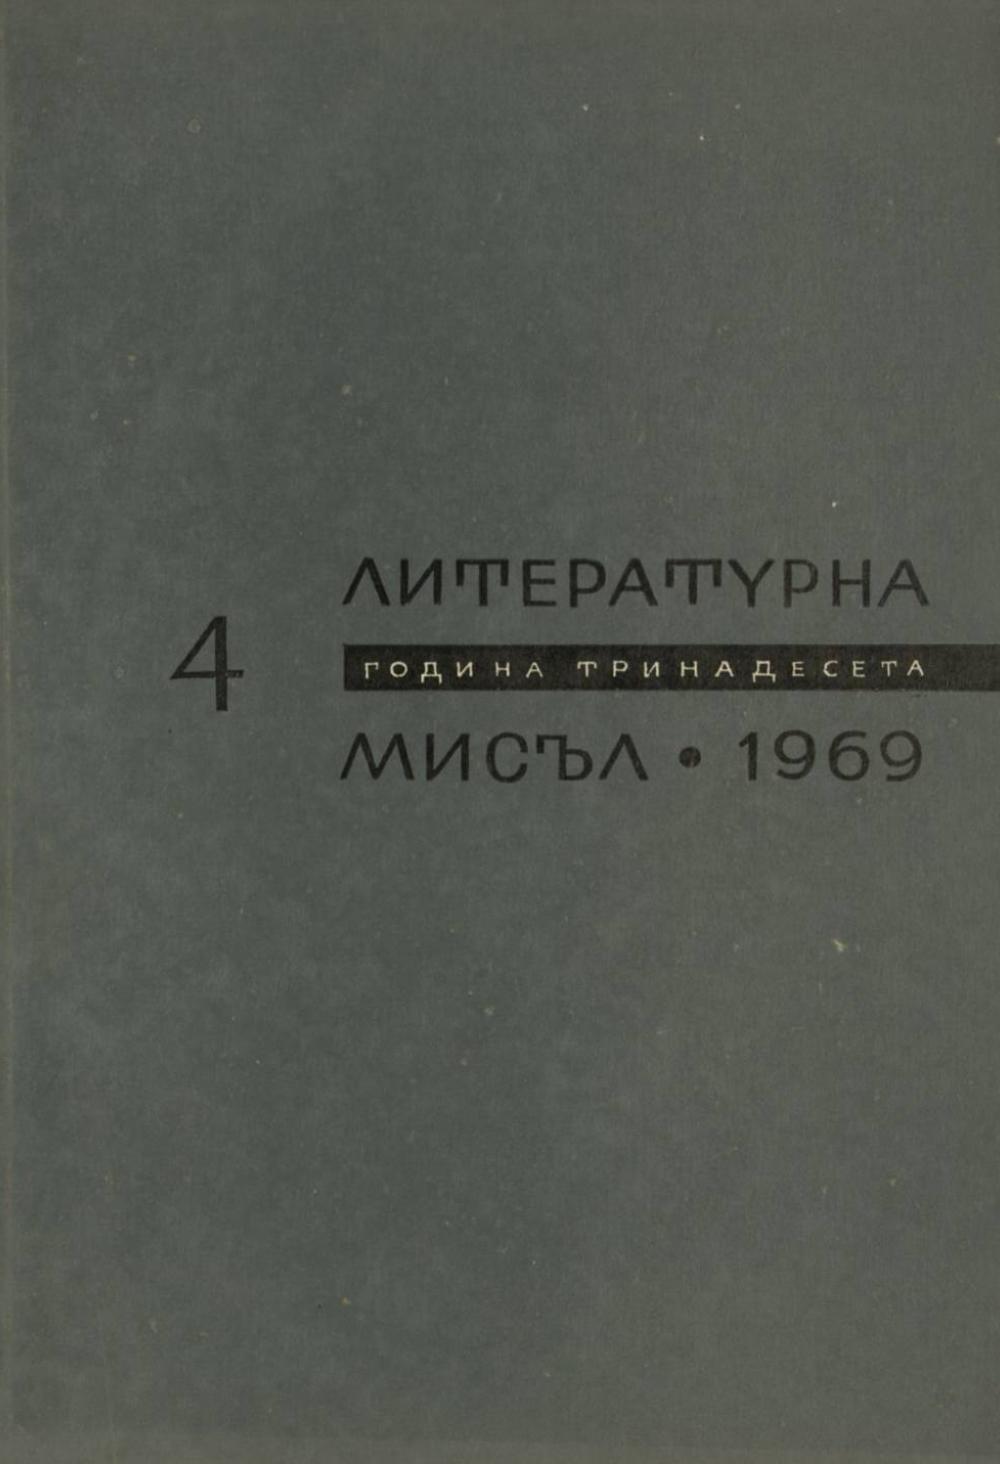 ЛИТЕРАТУРНА
4
ГОДИНА ТРИНАДЕСЕТА
МИСЪЛ • 1969